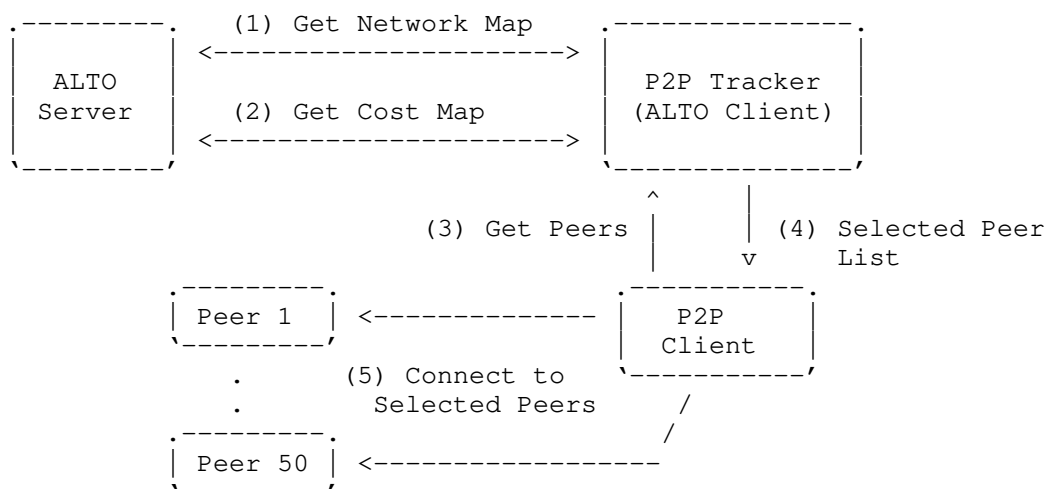 (1) Get Network Map
ALTO P2P Tracker
Server (2) Get Cost Map (ALTO Client)
(3) Get Peers (4) Selected Peer
List
Peer 1 P2P
Client
(5) Connect to
Selected Peers
Peer 50